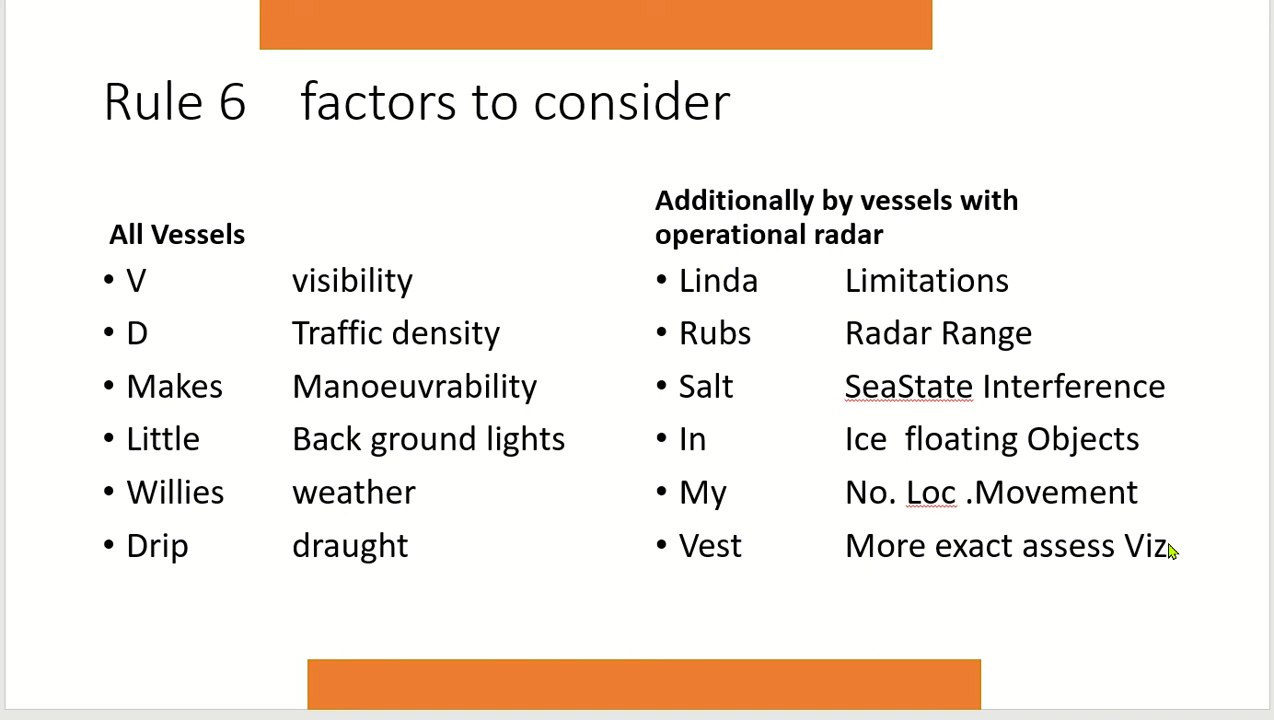 Rule 6 factors to consider
All Vessels
• V visibility
• D Traffic density
• Makes Manoeuvrability
• Little Back ground lights
• Willies weather
• Drip draught
Additionally by vessels with
operational radar
• Linda Limitations
• Rubs Radar Range
• Salt SeaState Interference
• In Ice floating Objects
• My No. Loc .Movement
• Vest More exact assess Viz